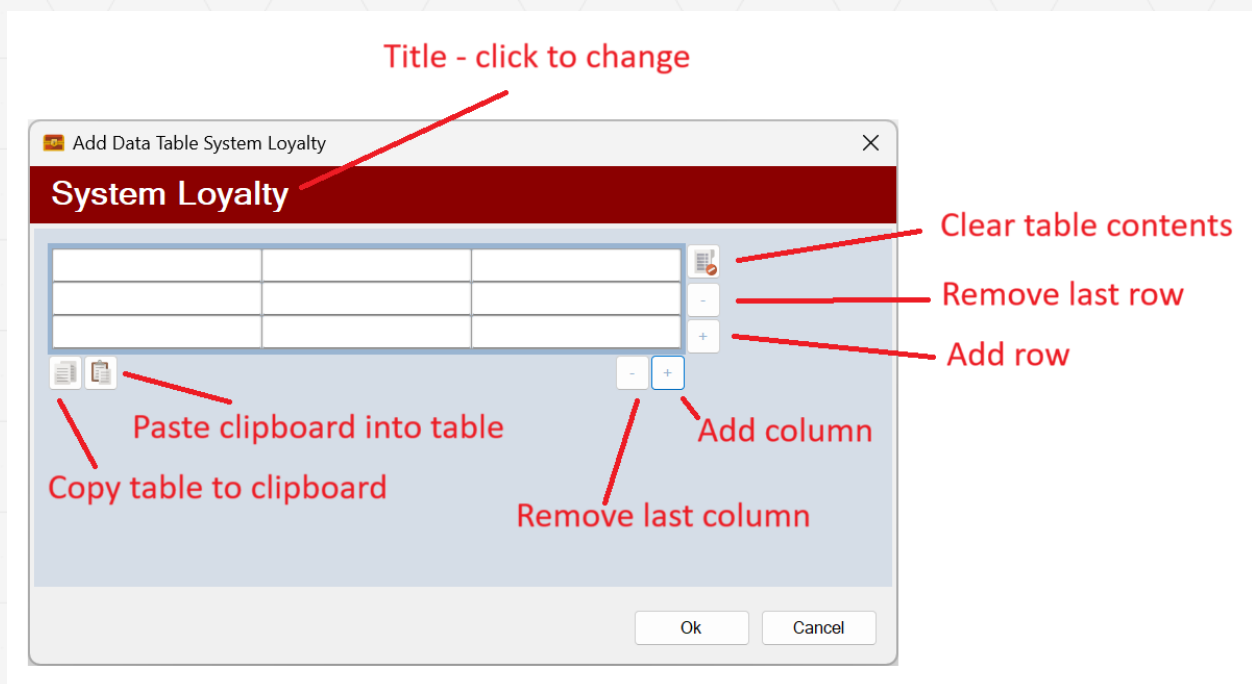 Title - click to change
Add Data Table System Loyalty
System Loyalty
Clear table contents
-
Remove last row
+
Add row
- +
Paste clipboard into table
Add column
Copy table to clipboard
Remove last column
Ok
Cancel